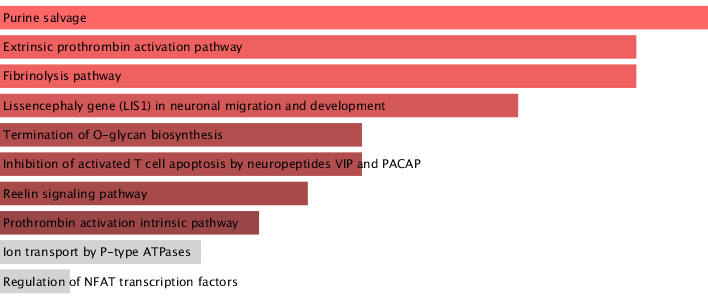 Purine salvage
Extrinsic prothrombin activation pathway
Fibrinolysis pathway
Lissencephaly gene (LIS1) in neuronal migration and development
Termination of O-glycan biosynthesis
Inhibition of activated T cell apoptosis by neuropeptides VIP and PACAP
Reelin signaling pathway
Prothrombin activation intrinsic pathway
Ion transport by P-type ATPases
Regulation of NFAT transcription factors